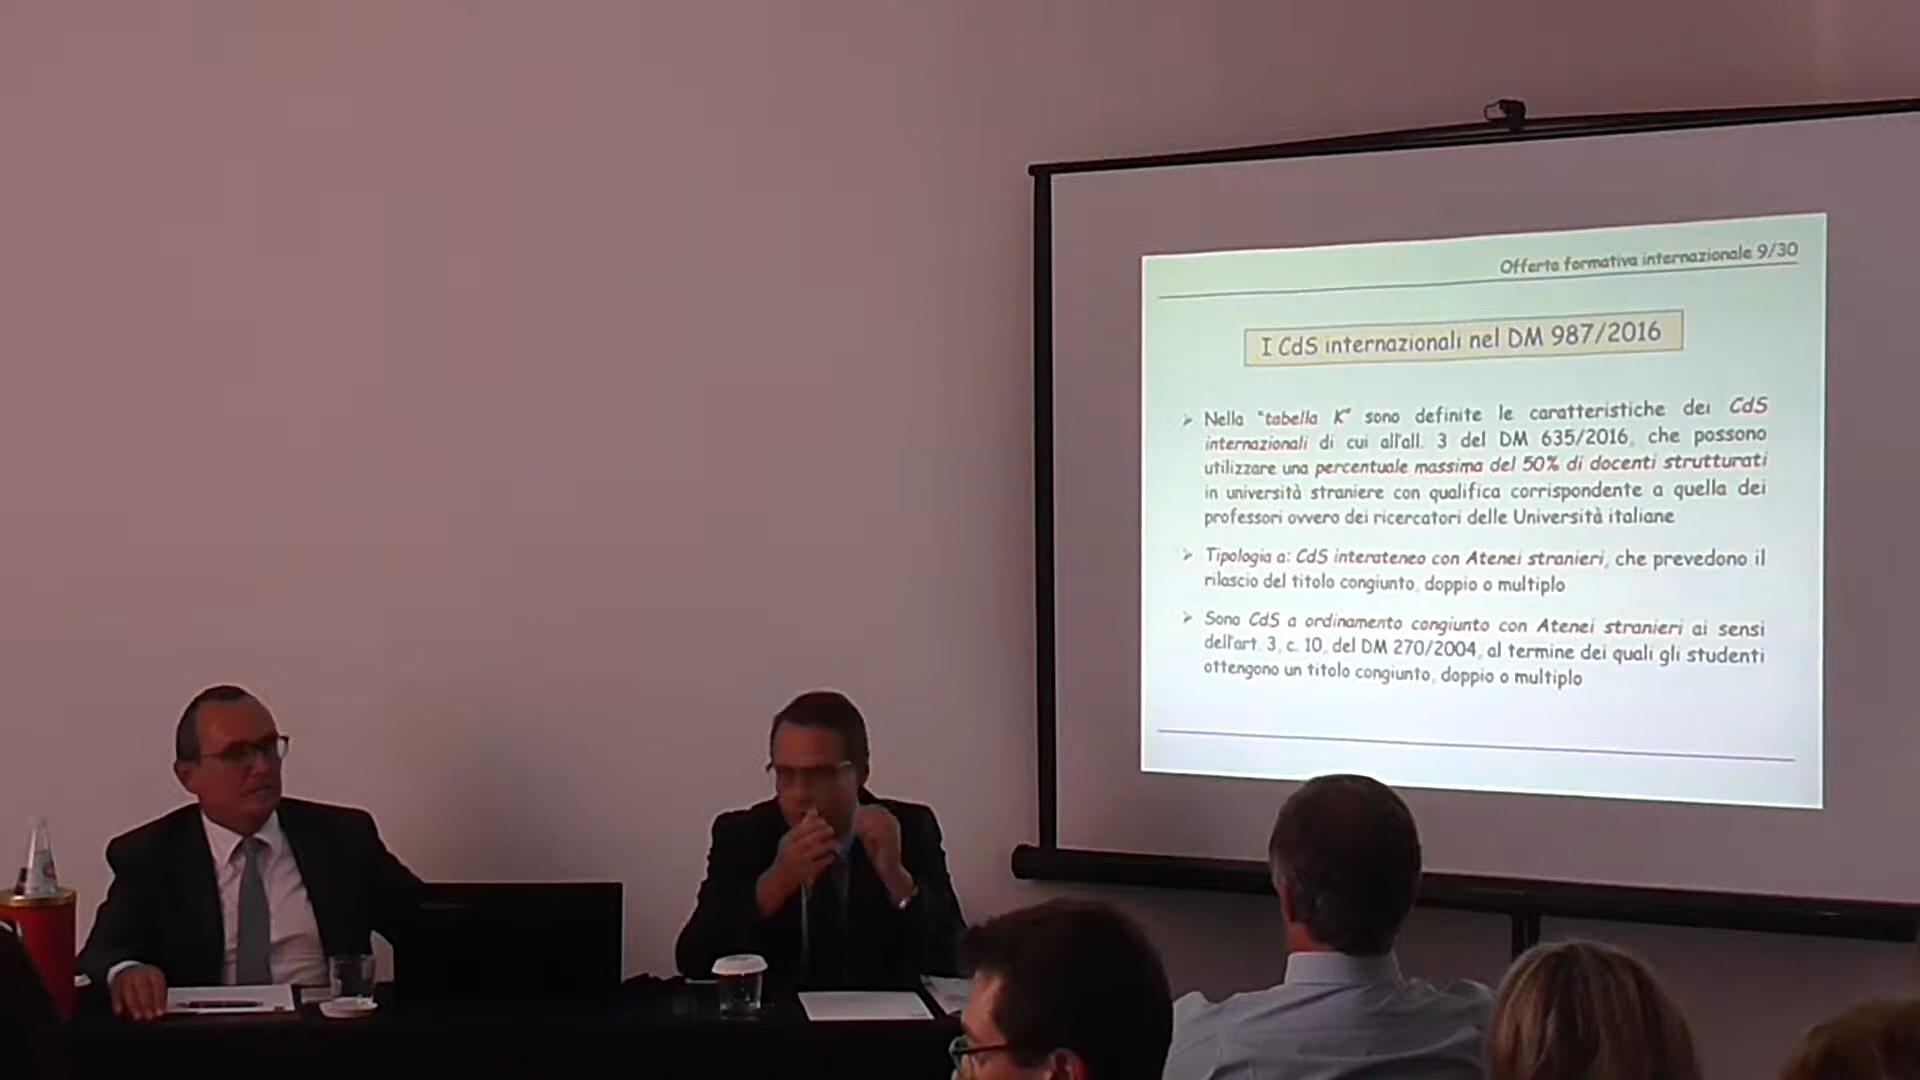 Offerta formativa internazionale 9/30
I CdS internazionali nel DM 987/2016
➢ Nella "tabella K" sono definite le caratteristiche dei CdS
internazionali di cui all'all. 3 del DM 635/2016, che possono
utilizzare una percentuale massima del 50% di docenti strutturati
in università straniere con qualifica corrispondente a quella dei
professori ovvero dei ricercatori delle Università italiane
➢ Tipologia a: CdS interateneo con Atenei stranieri, che prevedono il
rilascio del titolo congiunto, doppio o multiplo
➢ Sono CdS a ordinamento congiunto con Atenei stranieri ai sensi
dell'art. 3, c. 10, del DM 270/2004, al termine dei quali gli studenti
ottengono un titolo congiunto, doppio o multiplo